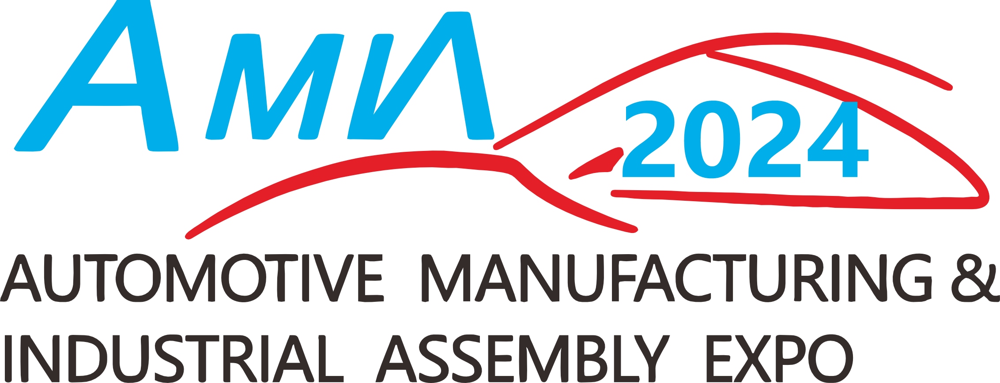 AMIA
2024
AUTOMOTIVE MANUFACTURING &
INDUSTRIAL ASSEMBLY EXPO